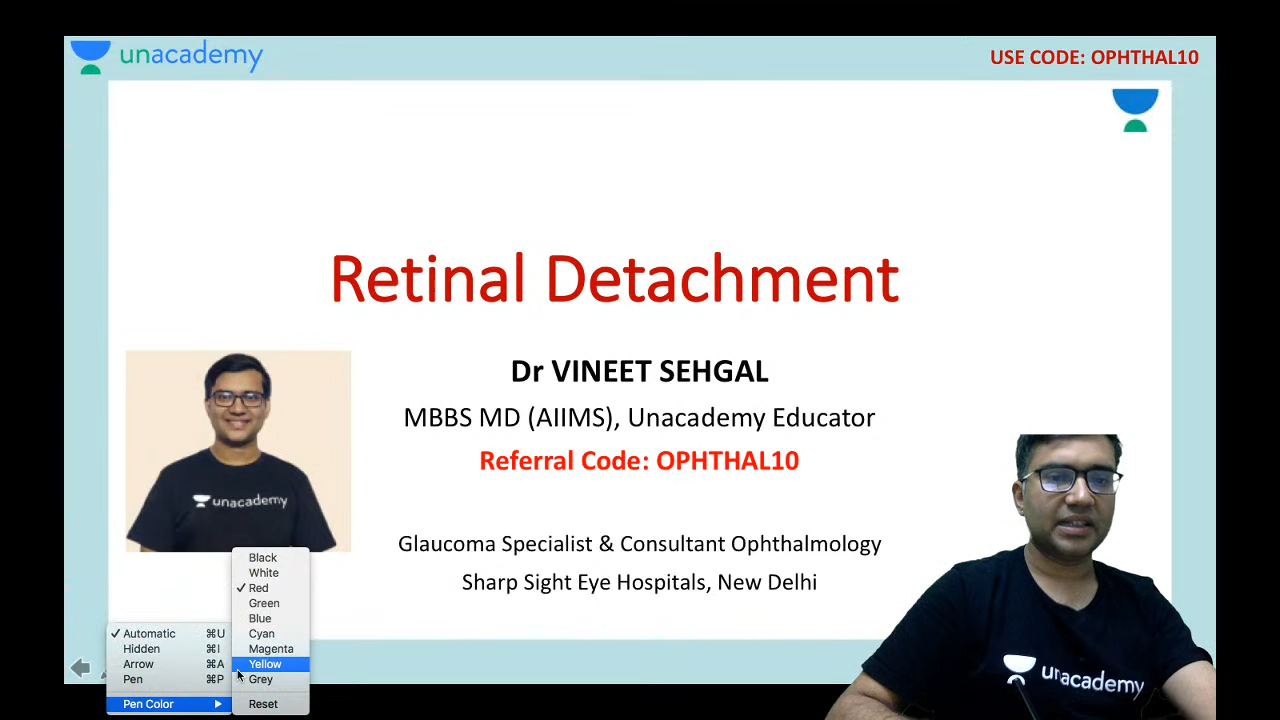 unacademy
USE CODE: OPHTHAL10
Retinal Detachment
Dr VINEET SEHGAL
MBBS MD (AIIMS), Unacademy Educator
Referral Code: OPHTHAL10
Glaucoma Specialist & Consultant Ophthalmology
Sharp Sight Eye Hospitals, New Delhi
unacademy
unacademy
Automatic ⌘U
Hidden ⌘I
Arrow ⌘A
Pen ⌘P
Pen Color
Black
White
Red
Green
Blue
Cyan
Magenta
Yellow
Grey
Reset